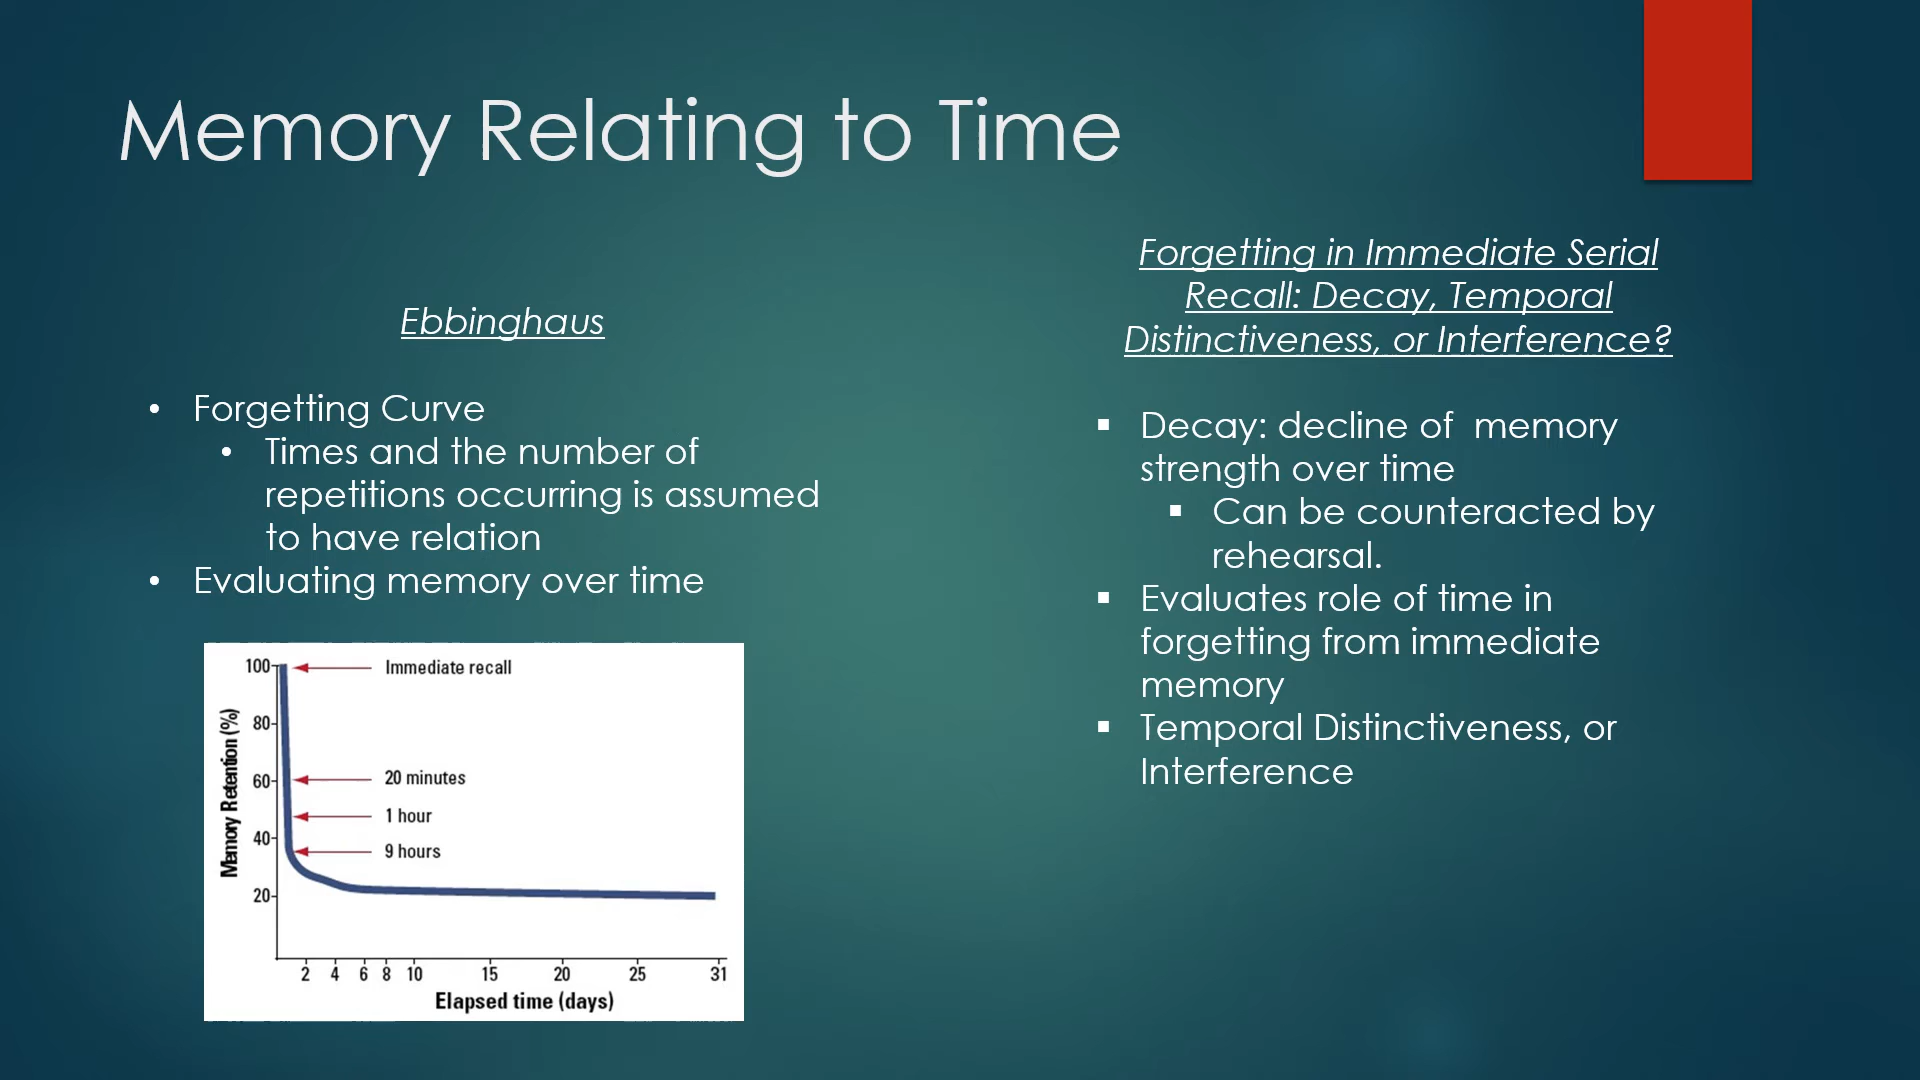 Memory Relating to Time
Ebbinghaus
• Forgetting Curve
• Times and the number of
repetitions occurring is assumed
to have relation
• Evaluating memory over time
100
80
60
40
20
Memory Retention (%)
Immediate recall
20 minutes
1 hour
9 hours
2 4 6 8 10 15 20 25 31
Elapsed time (days)
Forgetting in Immediate Serial
Recall: Decay, Temporal
Distinctiveness, or Interference?
▪ Decay: decline of  memory
strength over time
▪ Can be counteracted by
rehearsal.
▪ Evaluates role of time in
forgetting from immediate
memory
▪ Temporal Distinctiveness, or
Interference